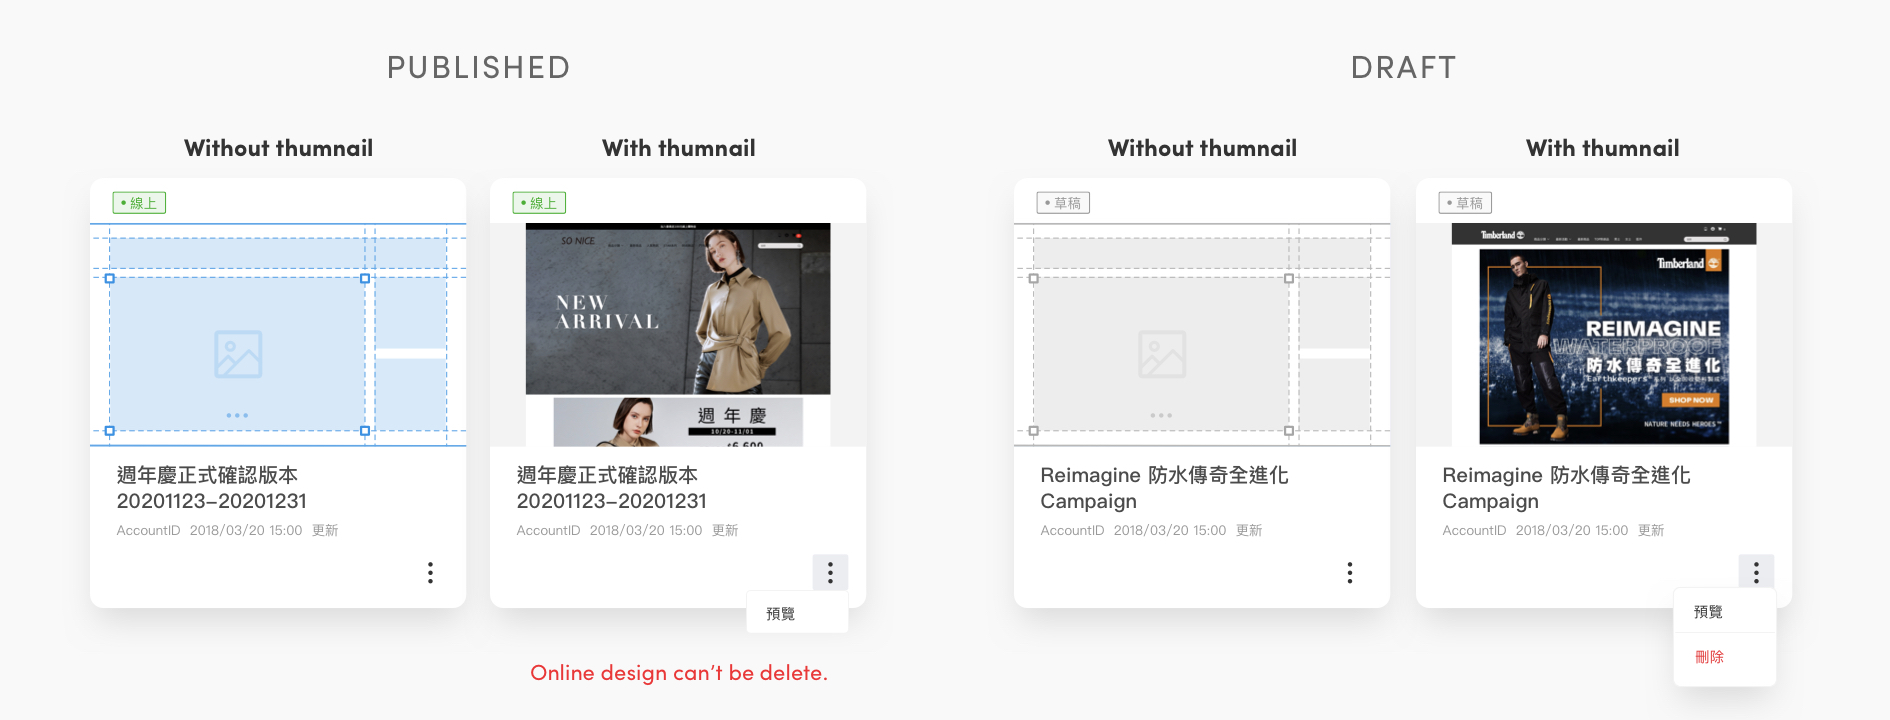 PUBLISHED
DRAFT
Without thumnail
With thumnail
Without thumnail
With thumnail
線上
週年慶正式確認版本
20201123–20201231
AccountID 2018/03/20 15:00 更新
線上
SO NICE
NEW
ARRIVAL
週年慶
10/20-11/01
週年慶正式確認版本
20201123–20201231
AccountID 2018/03/20 15:00 更新
預覽
Online design can’t be delete.
草稿
Reimagine 防水傳奇全進化
Campaign
AccountID 2018/03/20 15:00 更新
草稿
Timberland
Timberland
REIMAGINE
WATERPROOF
防水傳奇全進化
Earthkeepers
SHOP NOW
NATURE NEEDS HEROES™
Reimagine 防水傳奇全進化
Campaign
AccountID 2018/03/20 15:00 更新
預覽
刪除